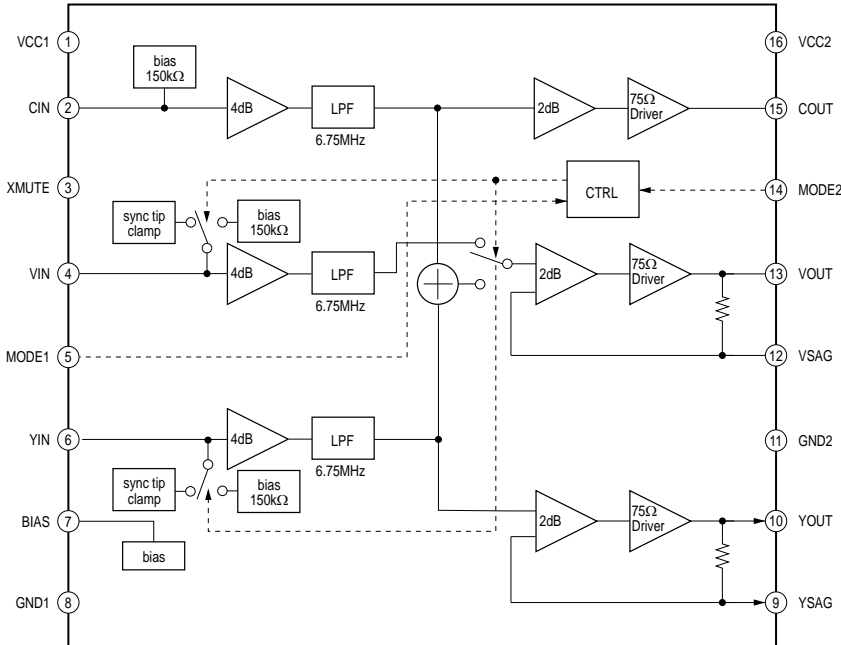 VCC1 1
16 VCC2
bias
150kΩ
CIN 2
4dB
LPF
6.75MHz
2dB
75Ω
Driver
15 COUT
XMUTE 3
CTRL
14 MODE2
sync tip
clamp
bias
150kΩ
VIN 4
4dB
LPF
6.75MHz
2dB
75Ω
Driver
13 VOUT
MODE1 5
12 VSAG
YIN 6
4dB
LPF
6.75MHz
11 GND2
sync tip
clamp
bias
150kΩ
BIAS 7
bias
2dB
75Ω
Driver
10 YOUT
GND1 8
9 YSAG